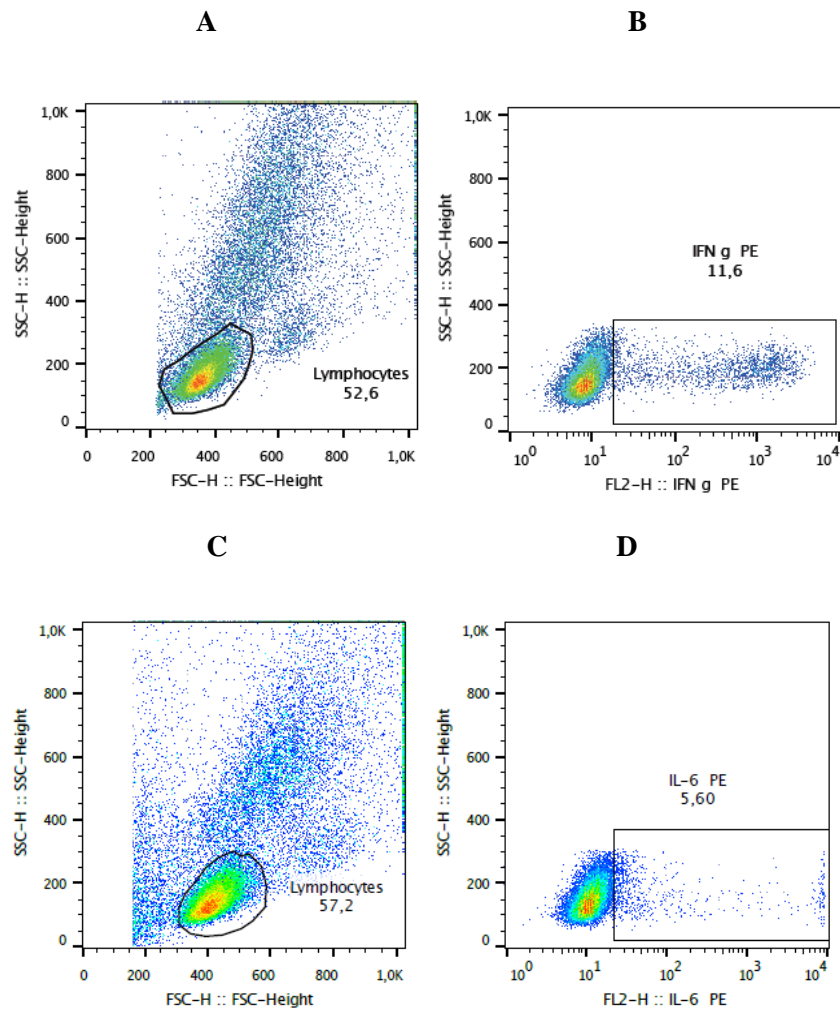 A
B
1,0K
800
600
400
200
0
SSC-H :: SSC-Height
Lymphocytes
52,6
0 200 400 600 800 1,0K
FSC-H :: FSC-Height
1,0K
800
600
400
200
0
SSC-H :: SSC-Height
IFN g PE
11,6
10^0 10^1 10^2 10^3 10^4
FL2-H :: IFN g PE
C
D
1,0K
800
600
400
200
0
SSC-H :: SSC-Height
Lymphocytes
57,2
0 200 400 600 800 1,0K
FSC-H :: FSC-Height
1,0K
800
600
400
200
0
SSC-H :: SSC-Height
IL-6 PE
5,60
10^0 10^1 10^2 10^3 10^4
FL2-H :: IL-6 PE